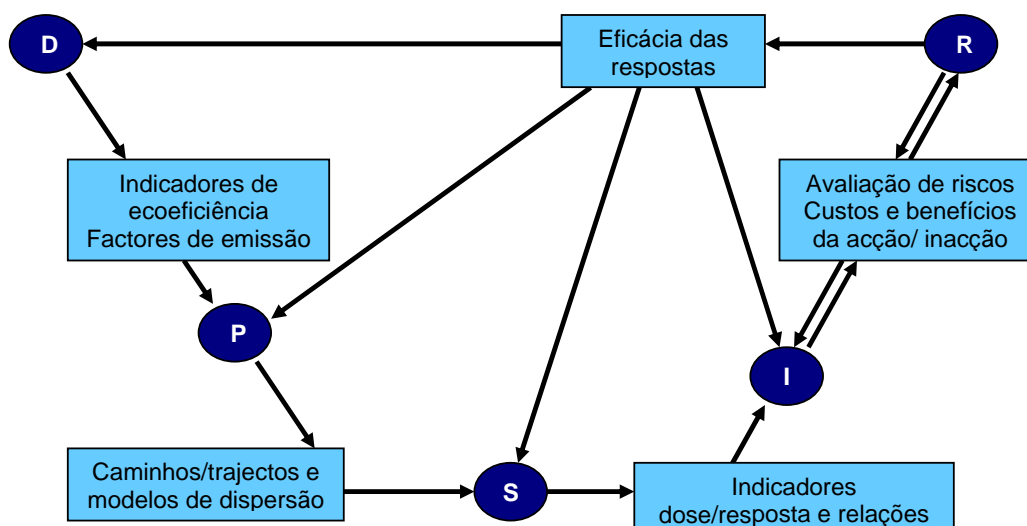 D
Eficácia das
respostas
R
Indicadores de
ecoeficiência
Factores de emissão
Avaliação de riscos
Custos e benefícios
da acção/ inacção
P
I
Caminhos/trajectos e
modelos de dispersão
S
Indicadores
dose/resposta e relações